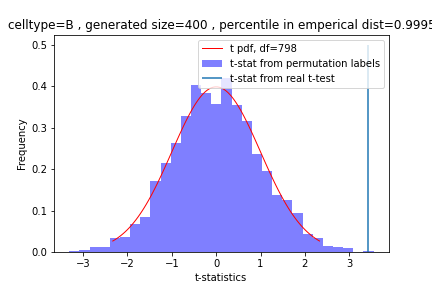 celltype=B , generated size=400 , percentile in emperical dist=0.9995
t pdf, df=798
t-stat from permutation labels
t-stat from real t-test
Frequency
0.5
0.4
0.3
0.2
0.1
0.0
−3 −2 −1 0 1 2 3
t-statistics